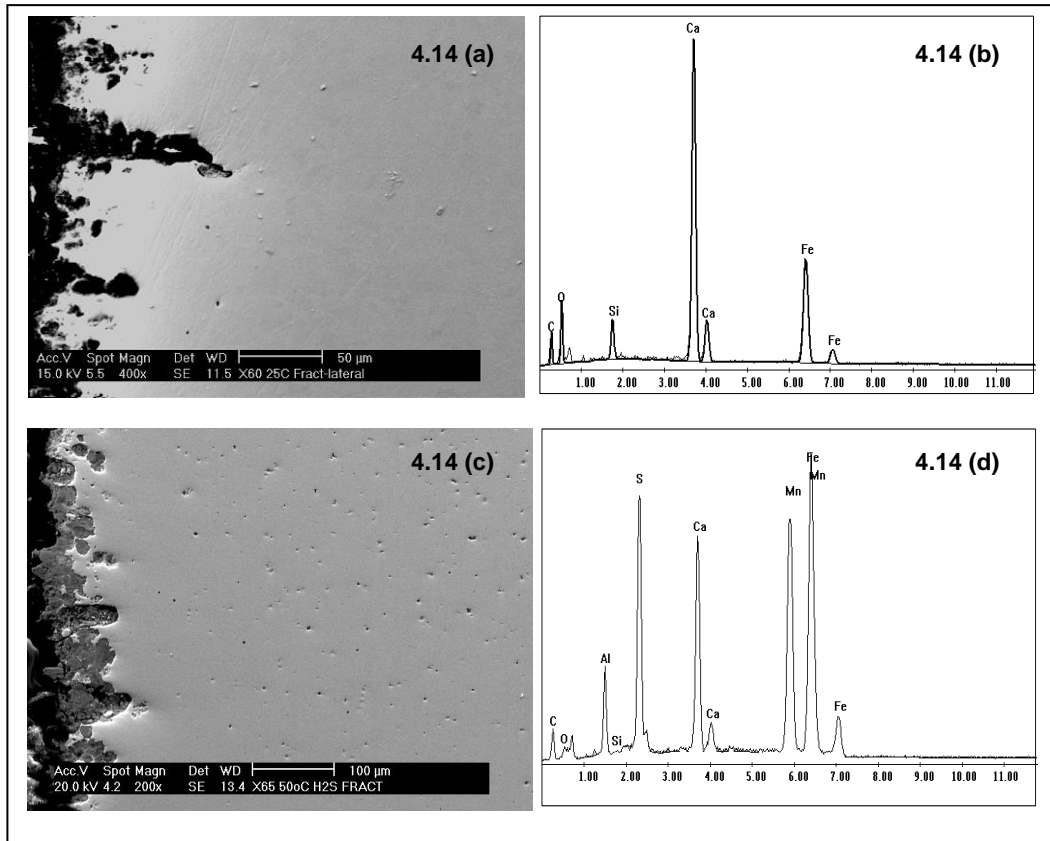 4.14 (a)
Acc.V Spot Magn Det WD 50 µm
15.0 kV 5.5 400x SE 11.5 X60 25C Fract-lateral
4.14 (b)
Ca
Fe
O
Si
Ca
C
Fe
1.00 2.00 3.00 4.00 5.00 6.00 7.00 8.00 9.00 10.00 11.00
4.14 (c)
Acc.V Spot Magn Det WD 100 µm
20.0 kV 4.2 200x SE 13.4 X65 50oC H2S FRACT
4.14 (d)
Fe
S
Mn
Mn
Ca
Al
Fe
C
Ca
O
Si
1.00 2.00 3.00 4.00 5.00 6.00 7.00 8.00 9.00 10.00 11.00